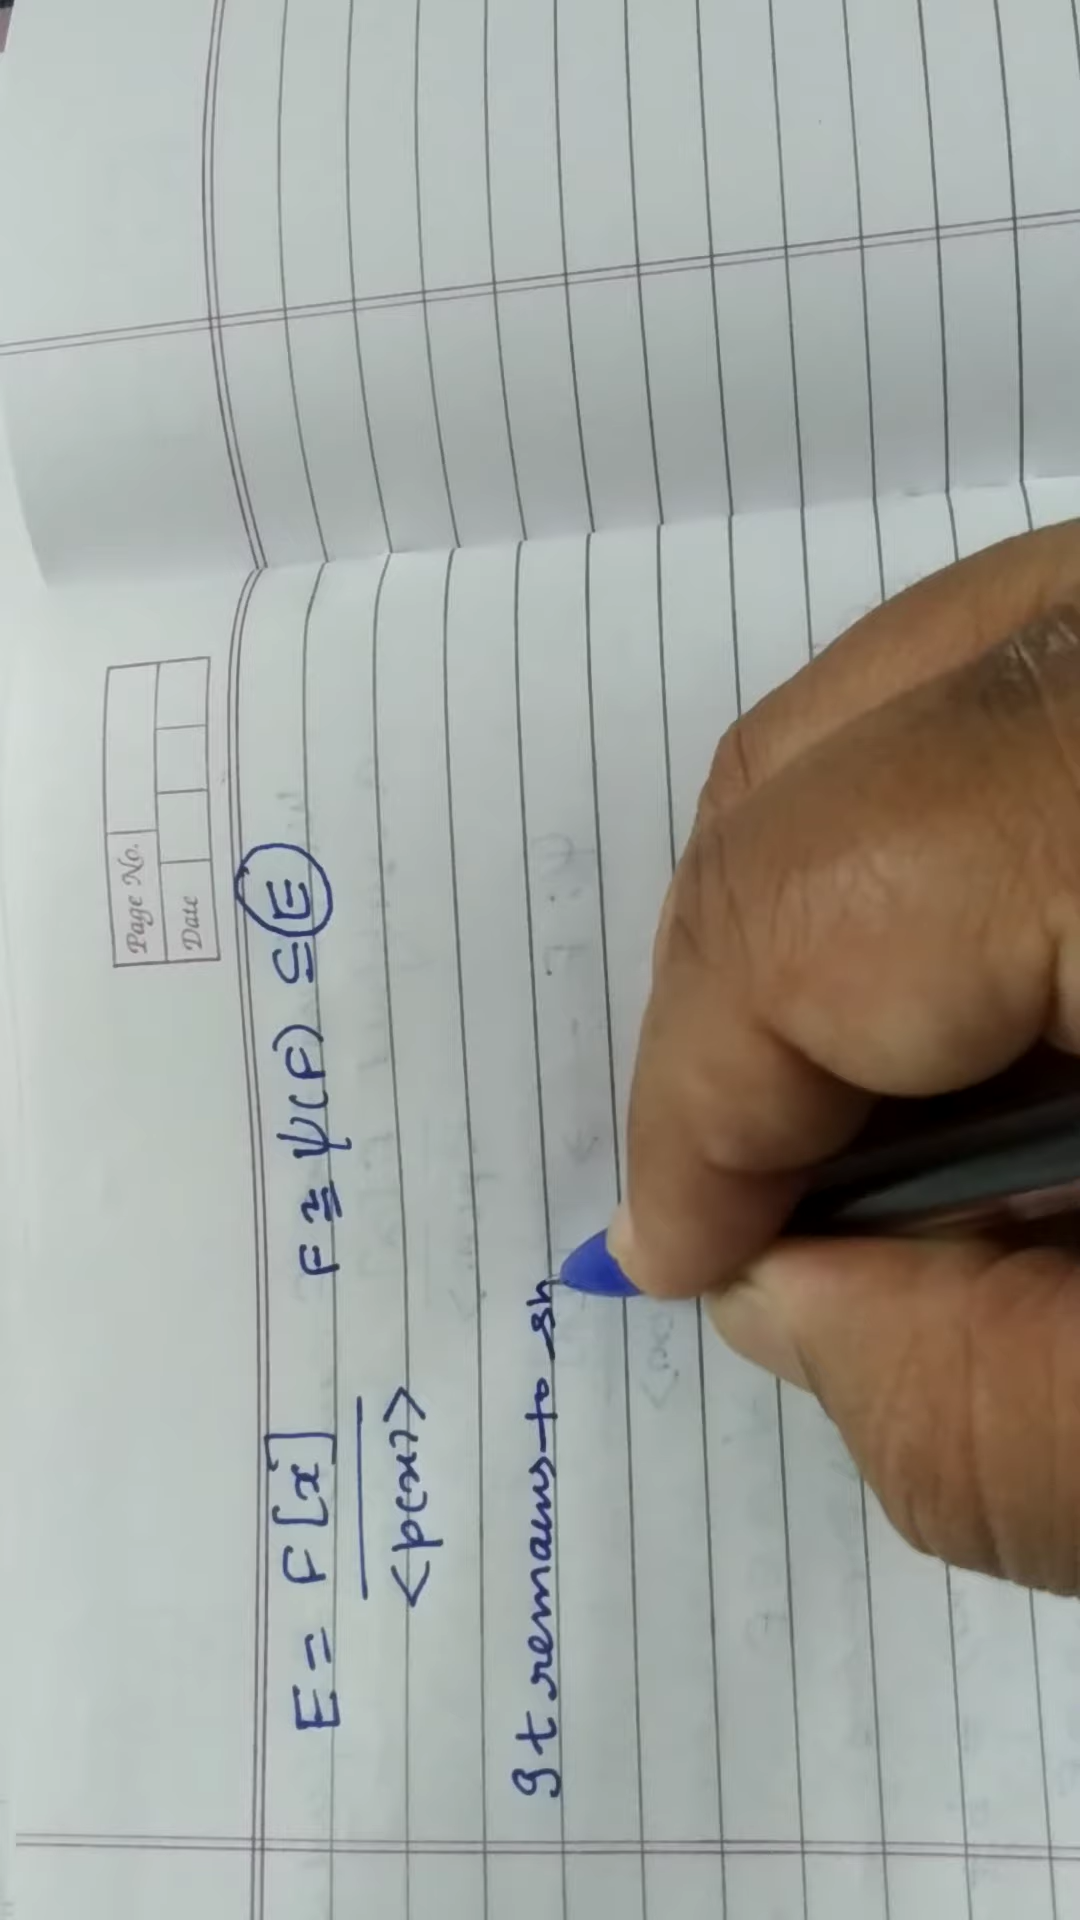 Page No.
Date
E = F[x] F ≅ ψ(F) ⊆ E
<p(x)>
It remains to sh